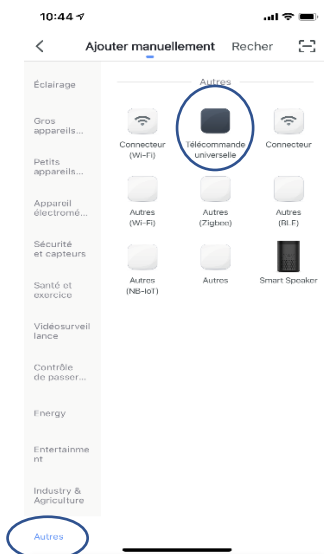 10:44
Ajouter manuellement Recher
Éclairage
Gros
appareils...
Petits
appareils...
Appareil
électromé...
Sécurité
et capteurs
Santé et
exercice
Vidéosurveil
lance
Contrôle
de passer...
Energy
Entertainme
nt
Industry &
Agriculture
Autres
Autres
Connecteur
(Wi-Fi)
Télécommande
universelle
Connecteur
Autres
(Wi-Fi)
Autres
(Zigbee)
Autres
(BLE)
Autres
(NB-IoT)
Autres
Smart Speaker